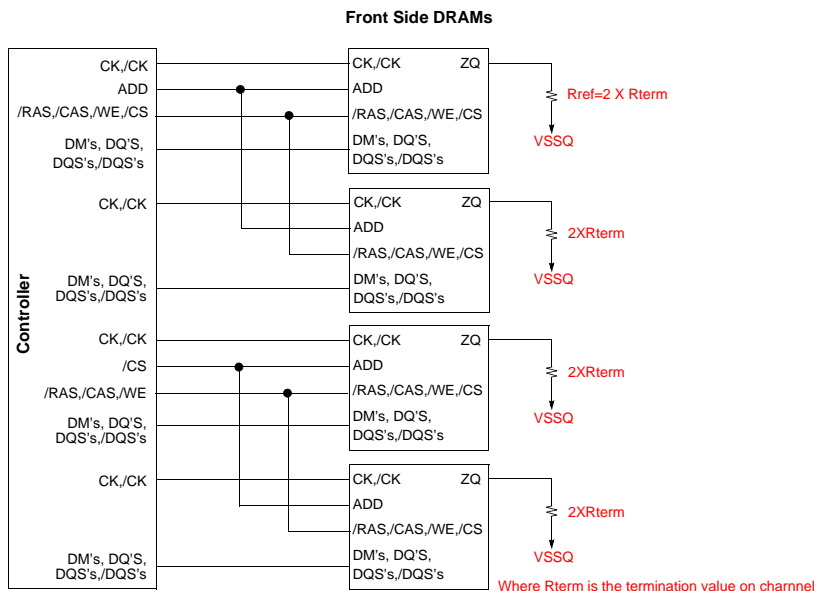 Front Side DRAMs
Controller
CK,/CK
ADD
/RAS,/CAS,/WE,/CS
DM's, DQ'S,
DQS's,/DQS's
CK,/CK ZQ
ADD
/RAS,/CAS,/WE,/CS
DM's, DQ'S,
DQS's,/DQS's
Rref=2 X Rterm
VSSQ
CK,/CK
DM's, DQ'S,
DQS's,/DQS's
CK,/CK ZQ
ADD
/RAS,/CAS,/WE,/CS
DM's, DQ'S,
DQS's,/DQS's
2XRterm
VSSQ
CK,/CK
/CS
/RAS,/CAS,/WE
DM's, DQ'S,
DQS's,/DQS's
CK,/CK ZQ
ADD
/RAS,/CAS,/WE,/CS
DM's, DQ'S,
DQS's,/DQS's
2XRterm
VSSQ
CK,/CK
DM's, DQ'S,
DQS's,/DQS's
CK,/CK ZQ
ADD
/RAS,/CAS,/WE,/CS
DM's, DQ'S,
DQS's,/DQS's
2XRterm
VSSQ
Where Rterm is the termination value on charnnel